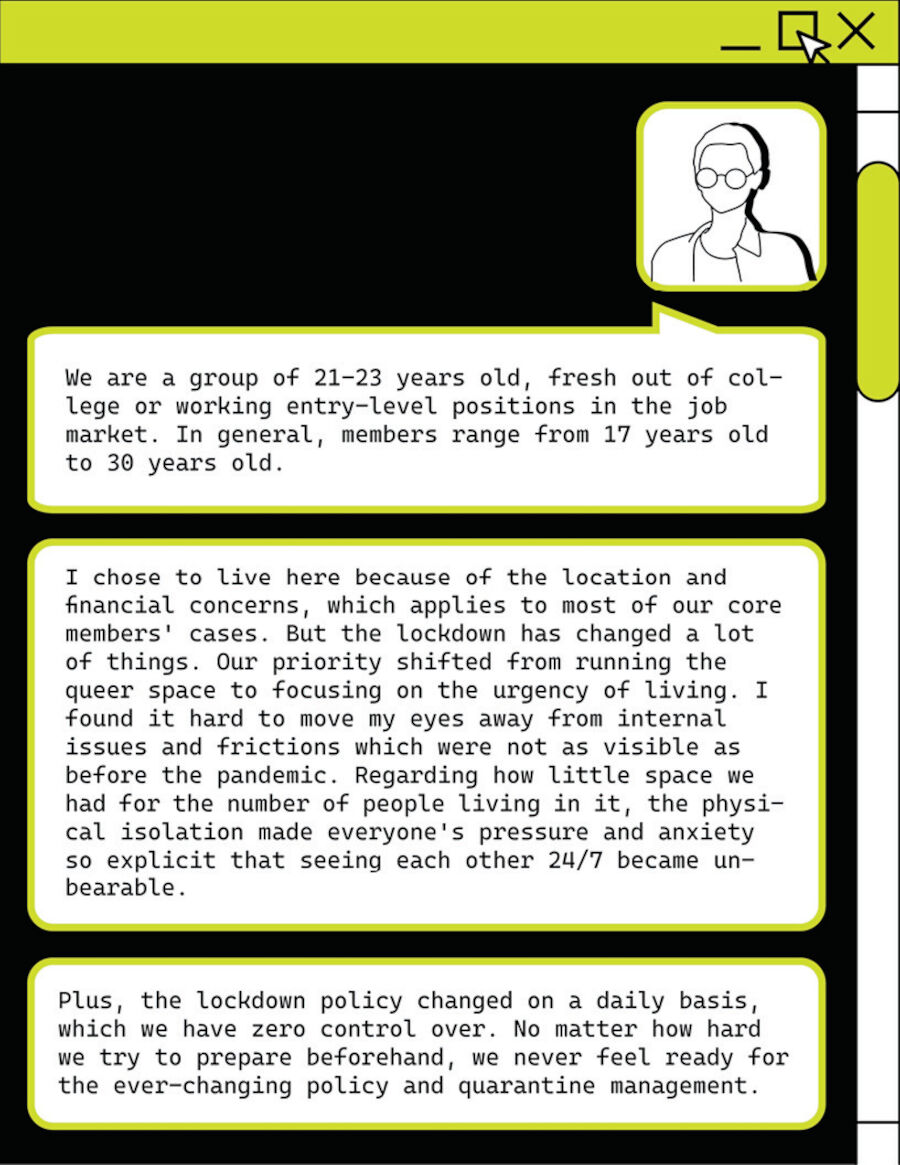 We are a group of 21-23 years old, fresh out of col-
lege or working entry-level positions in the job
market. In general, members range from 17 years old
to 30 years old.
I chose to live here because of the location and
financial concerns, which applies to most of our core
members' cases. But the lockdown has changed a lot
of things. Our priority shifted from running the
queer space to focusing on the urgency of living. I
found it hard to move my eyes away from internal
issues and frictions which were not as visible as
before the pandemic. Regarding how little space we
had for the number of people living in it, the physi-
cal isolation made everyone's pressure and anxiety
so explicit that seeing each other 24/7 became un-
bearable.
Plus, the lockdown policy changed on a daily basis,
which we have zero control over. No matter how hard
we try to prepare beforehand, we never feel ready for
the ever-changing policy and quarantine management.